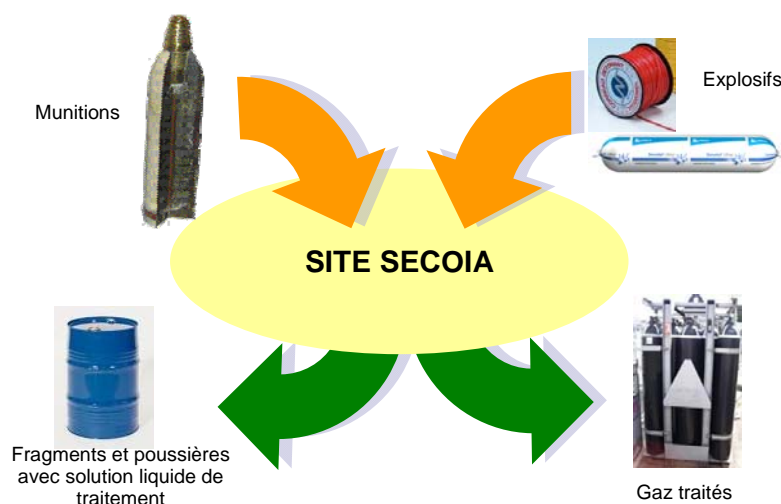 Munitions
Explosifs
SITE SECOIA
Fragments et poussières
avec solution liquide de
traitement
Gaz traités